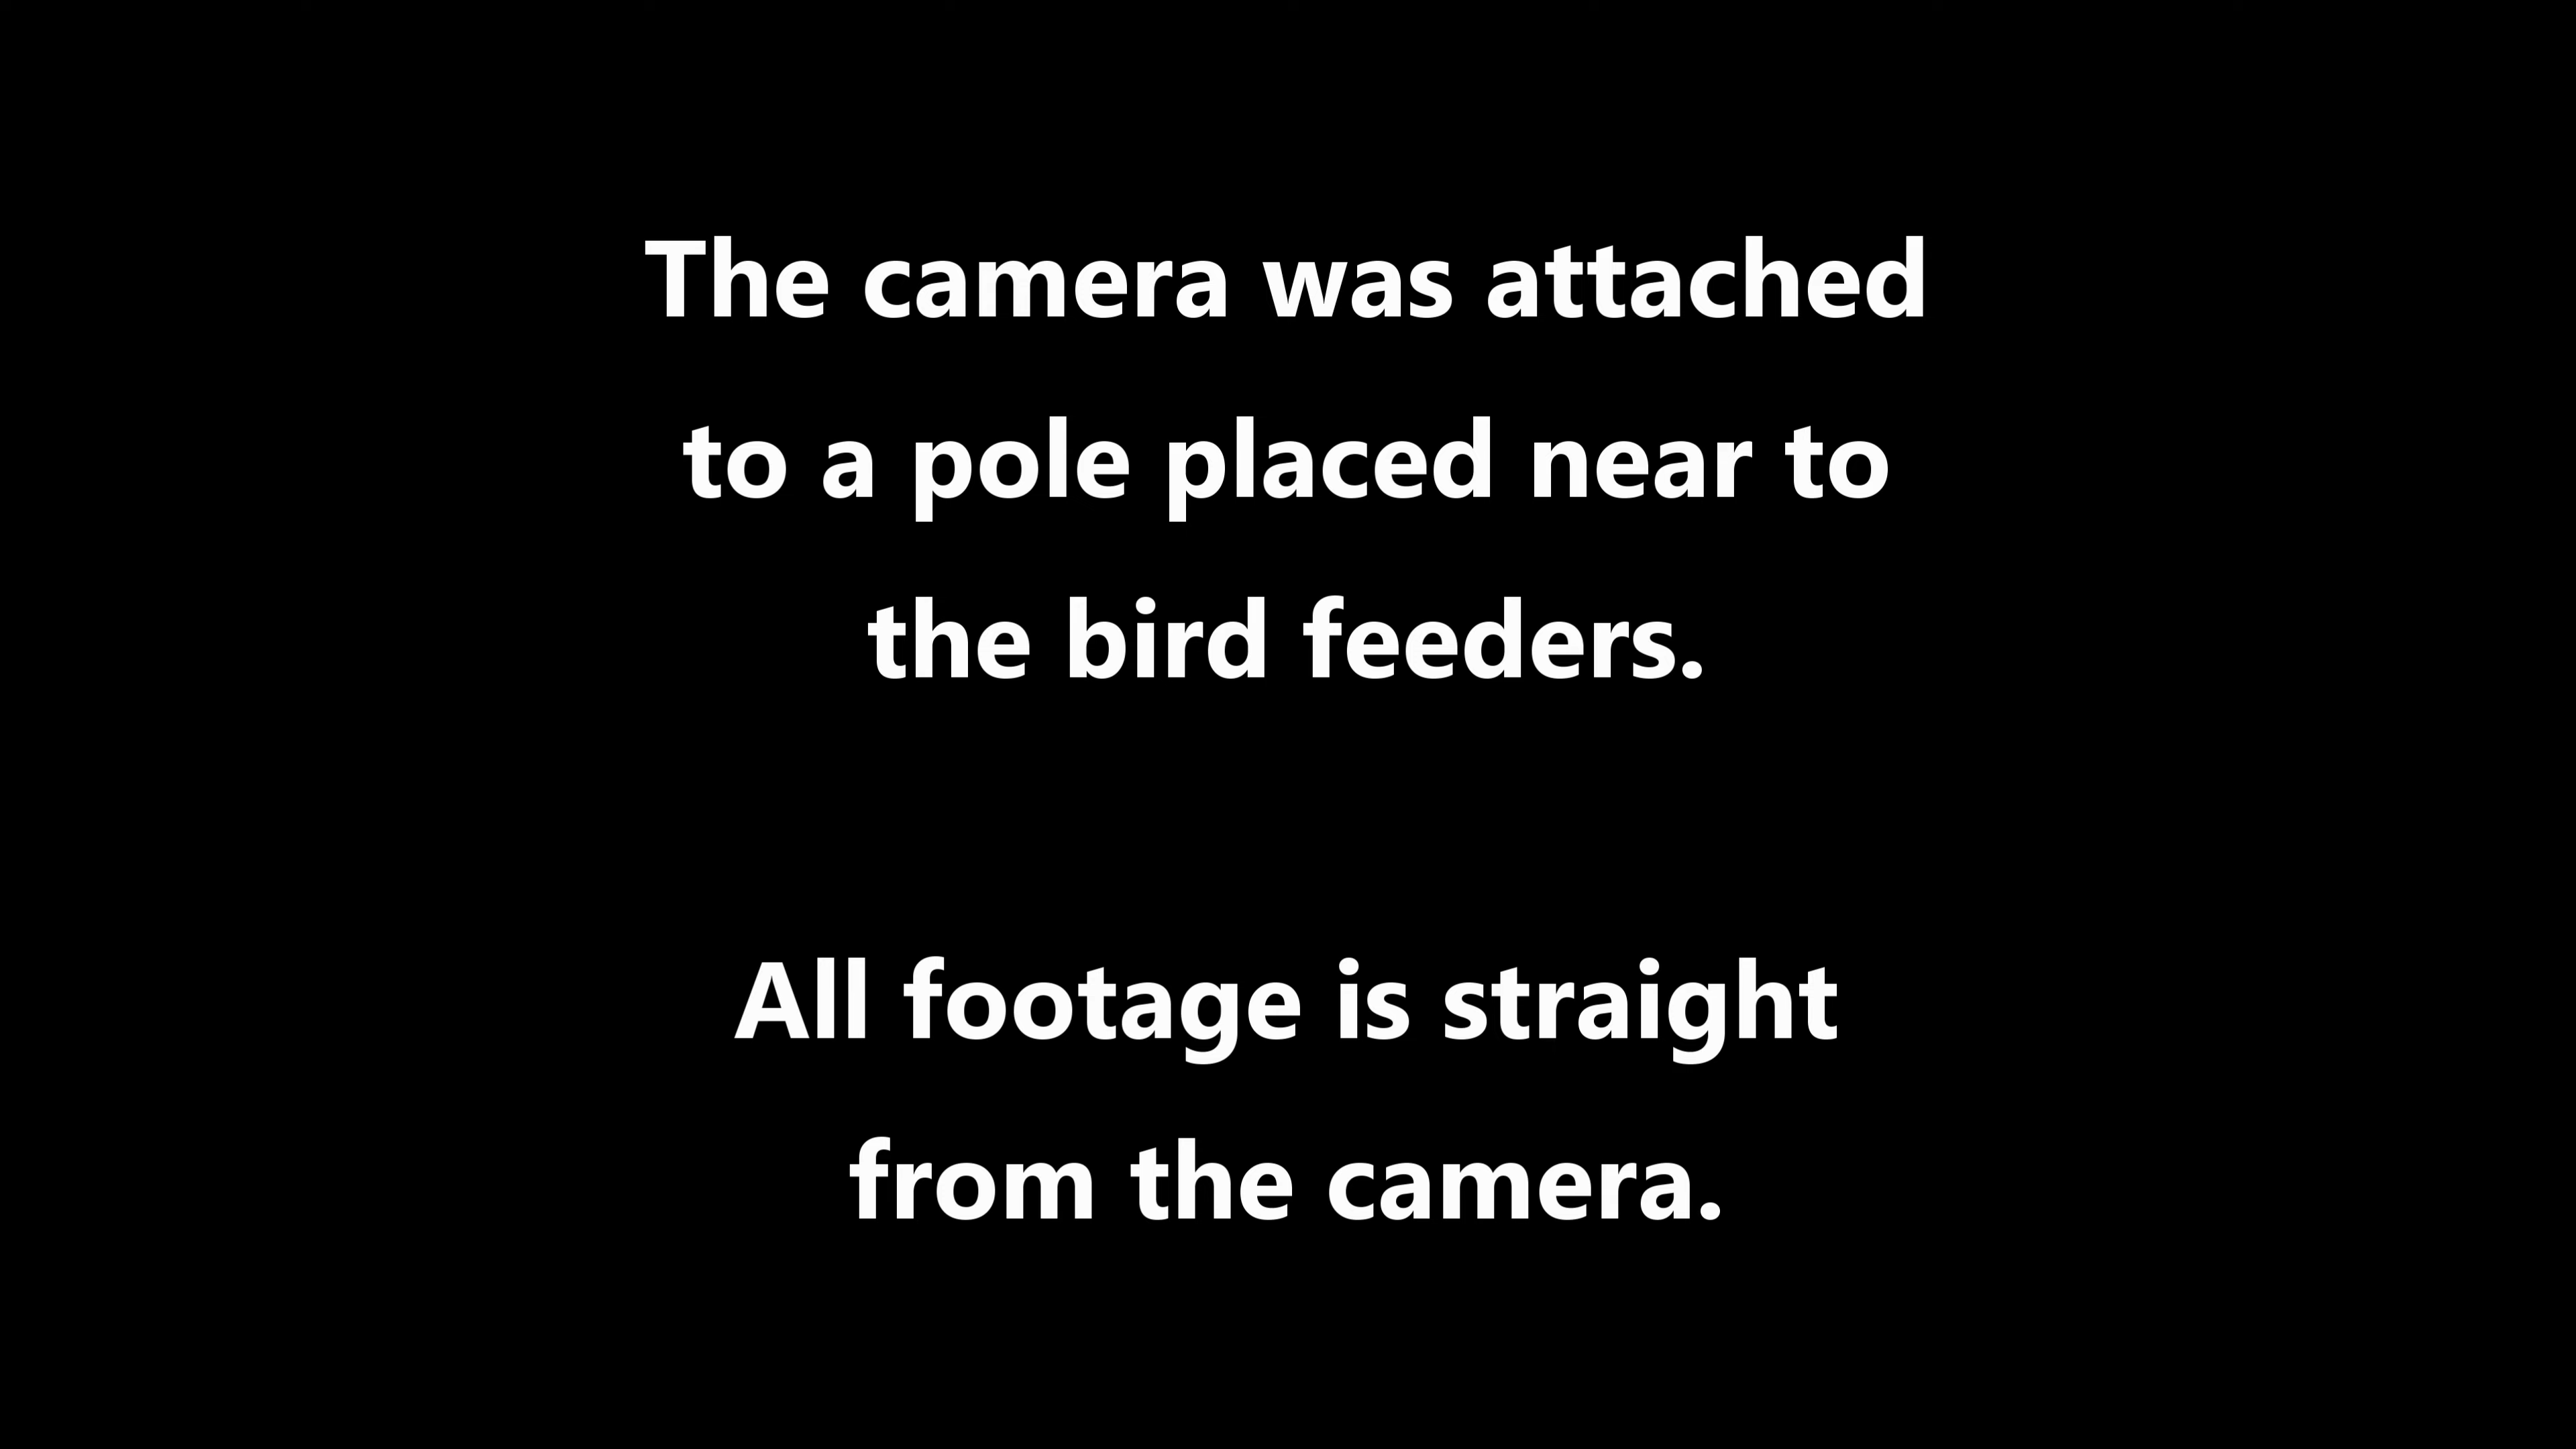 The camera was attached
to a pole placed near to
the bird feeders.
All footage is straight
from the camera.